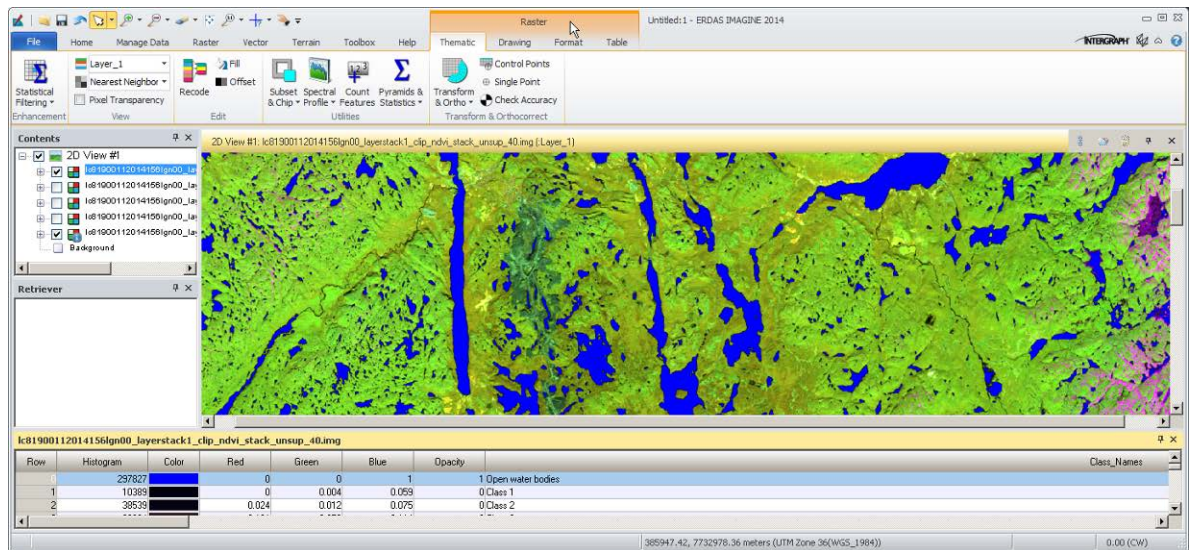 Raster
Untitled:1 - ERDAS IMAGINE 2014
File Home Manage Data Raster Vector Terrain Toolbox Help Thematic Drawing Format Table
INTERGRAPH
Statistical Filtering
Layer_1
Nearest Neighbor
Pixel Transparency
Recode
Fill
Offset
Subset & Chip
Spectral Profile
Count Features
Pyramids & Statistics
Transform & Ortho
Control Points
Single Point
Check Accuracy
Enhancement View Edit Utilities Transform & Orthocorrect
Contents
2D View #1
lc81900112014156lgn00_la
lc81900112014156lgn00_la
lc81900112014156lgn00_la
lc81900112014156lgn00_la
lc81900112014156lgn00_la
Background
Retriever
2D View #1: lc81900112014156lgn00_layerstack1_clip_ndvi_stack_unsup_40.img (:Layer_1)
lc81900112014156lgn00_layerstack1_clip_ndvi_stack_unsup_40.img
Row Histogram Color Red Green Blue Opacity Class_Names
297827 0 0 1 1 Open water bodies
1 10389 0 0.004 0.059 0 Class 1
2 38539 0.024 0.012 0.075 0 Class 2
385947.42, 7732978.36 meters (UTM Zone 36(WGS_1984))
0.00 (CW)